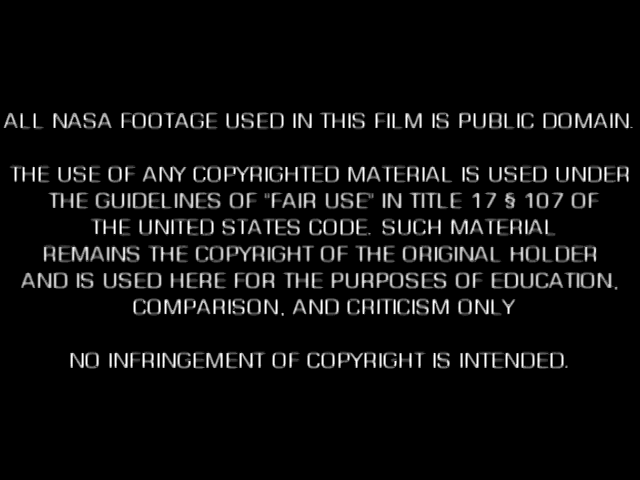 ALL NASA FOOTAGE USED IN THIS FILM IS PUBLIC DOMAIN.
THE USE OF ANY COPYRIGHTED MATERIAL IS USED UNDER
THE GUIDELINES OF "FAIR USE" IN TITLE 17 § 107 OF
THE UNITED STATES CODE. SUCH MATERIAL
REMAINS THE COPYRIGHT OF THE ORIGINAL HOLDER
AND IS USED HERE FOR THE PURPOSES OF EDUCATION,
COMPARISON, AND CRITICISM ONLY
NO INFRINGEMENT OF COPYRIGHT IS INTENDED.